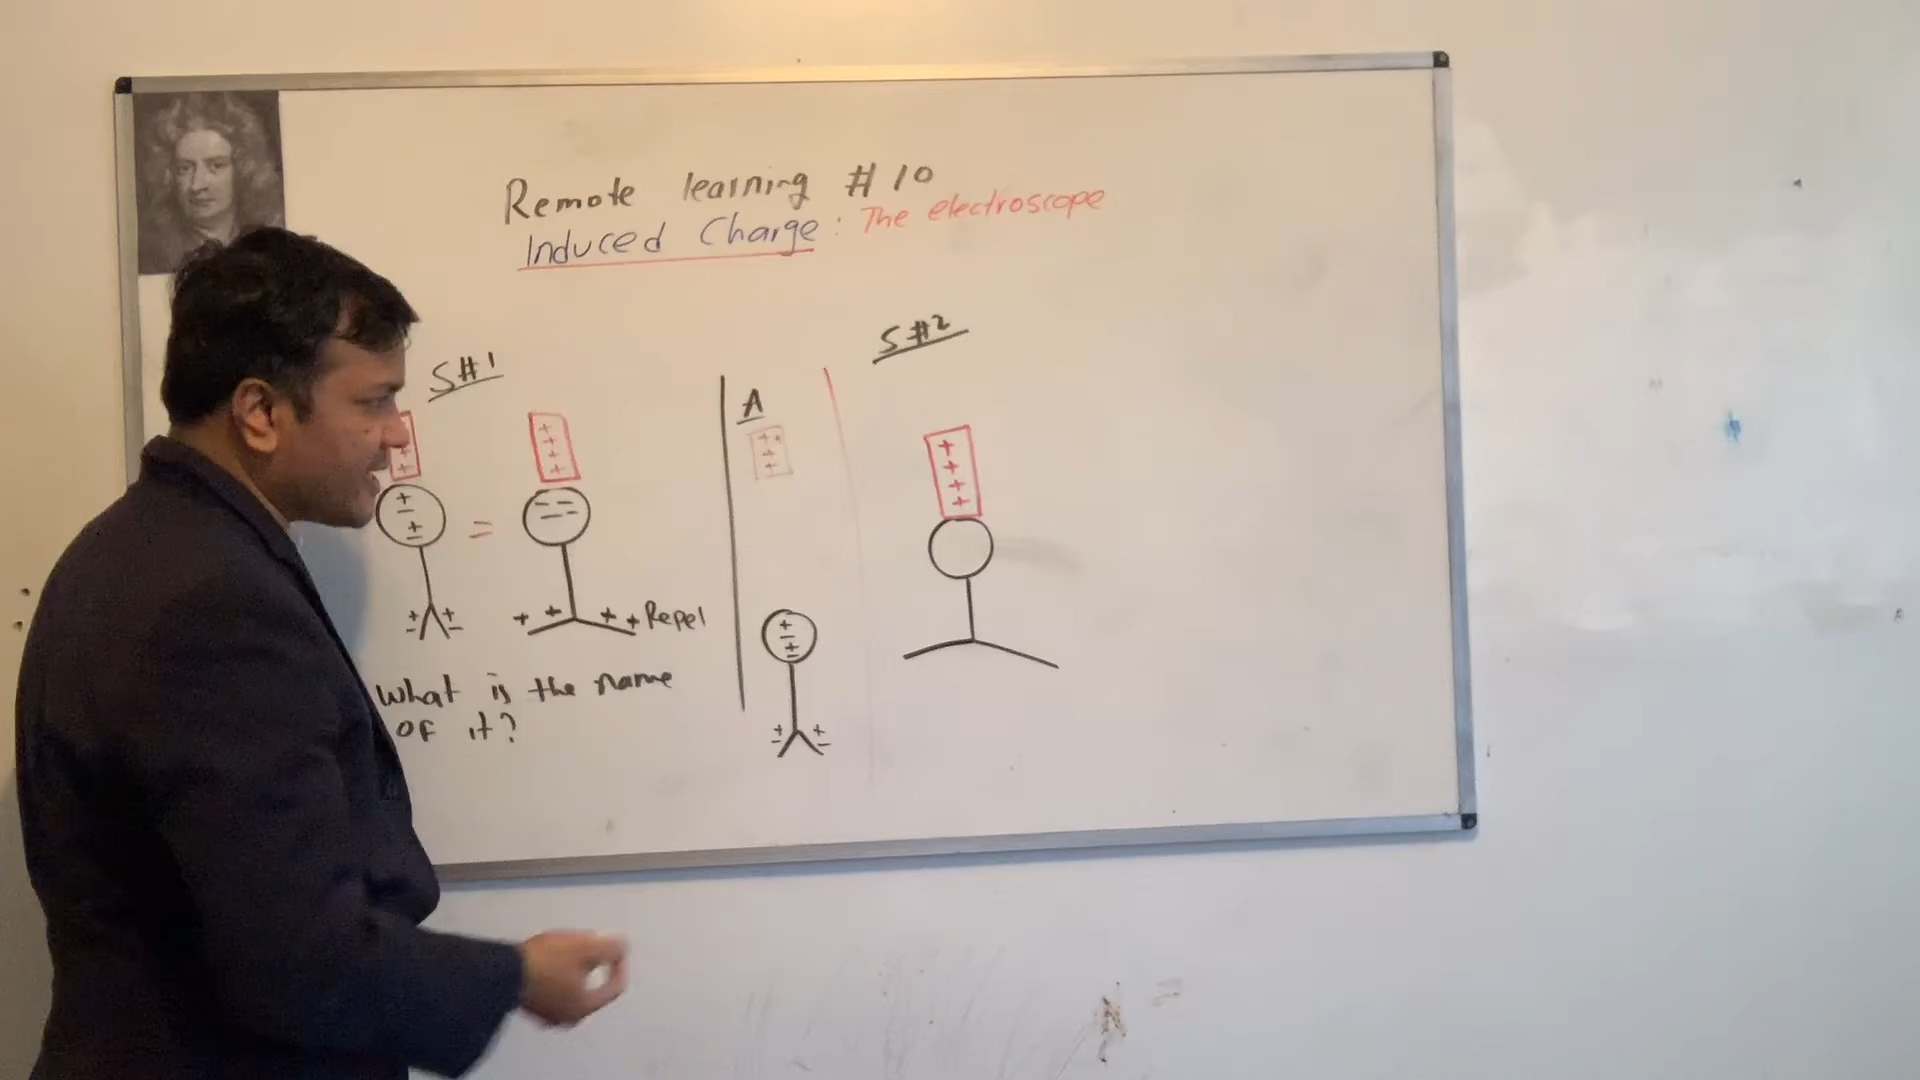 Remote learning #10
Induced Charge: The electroscope
S#1
S#2
A
+ + + +
+ +
+ + + +
+ + + +
+ - + -
=
- - - -
+ - + -
+ + + + Repel
+ - + -
What is the name
of it?
+ - + -